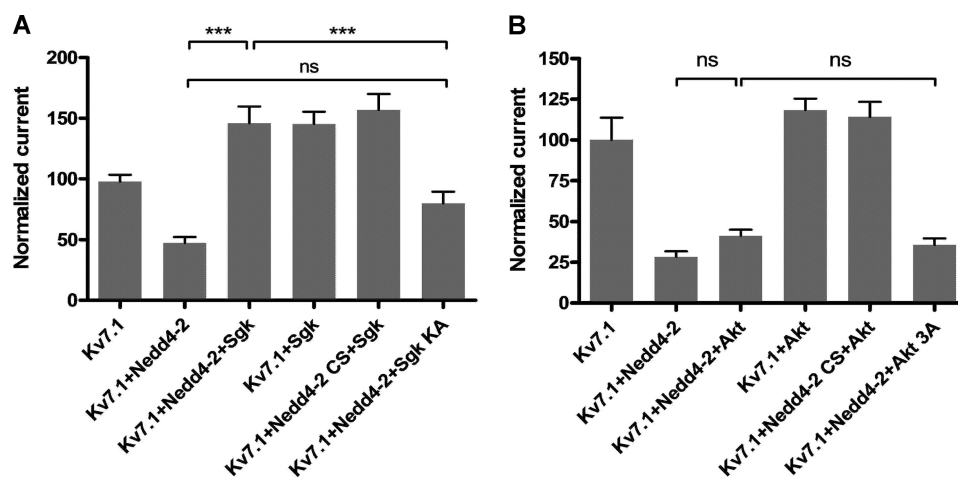 A
***
***
ns
200
150
100
50
0
Normalized current
Kv7.1
Kv7.1+Nedd4-2
Kv7.1+Nedd4-2+Sgk
Kv7.1+Sgk
Kv7.1+Nedd4-2 CS+Sgk
Kv7.1+Nedd4-2+Sgk KA
B
ns
ns
150
125
100
75
50
25
0
Normalized current
Kv7.1
Kv7.1+Nedd4-2
Kv7.1+Nedd4-2+Akt
Kv7.1+Akt
Kv7.1+Nedd4-2 CS+Akt
Kv7.1+Nedd4-2+Akt 3A